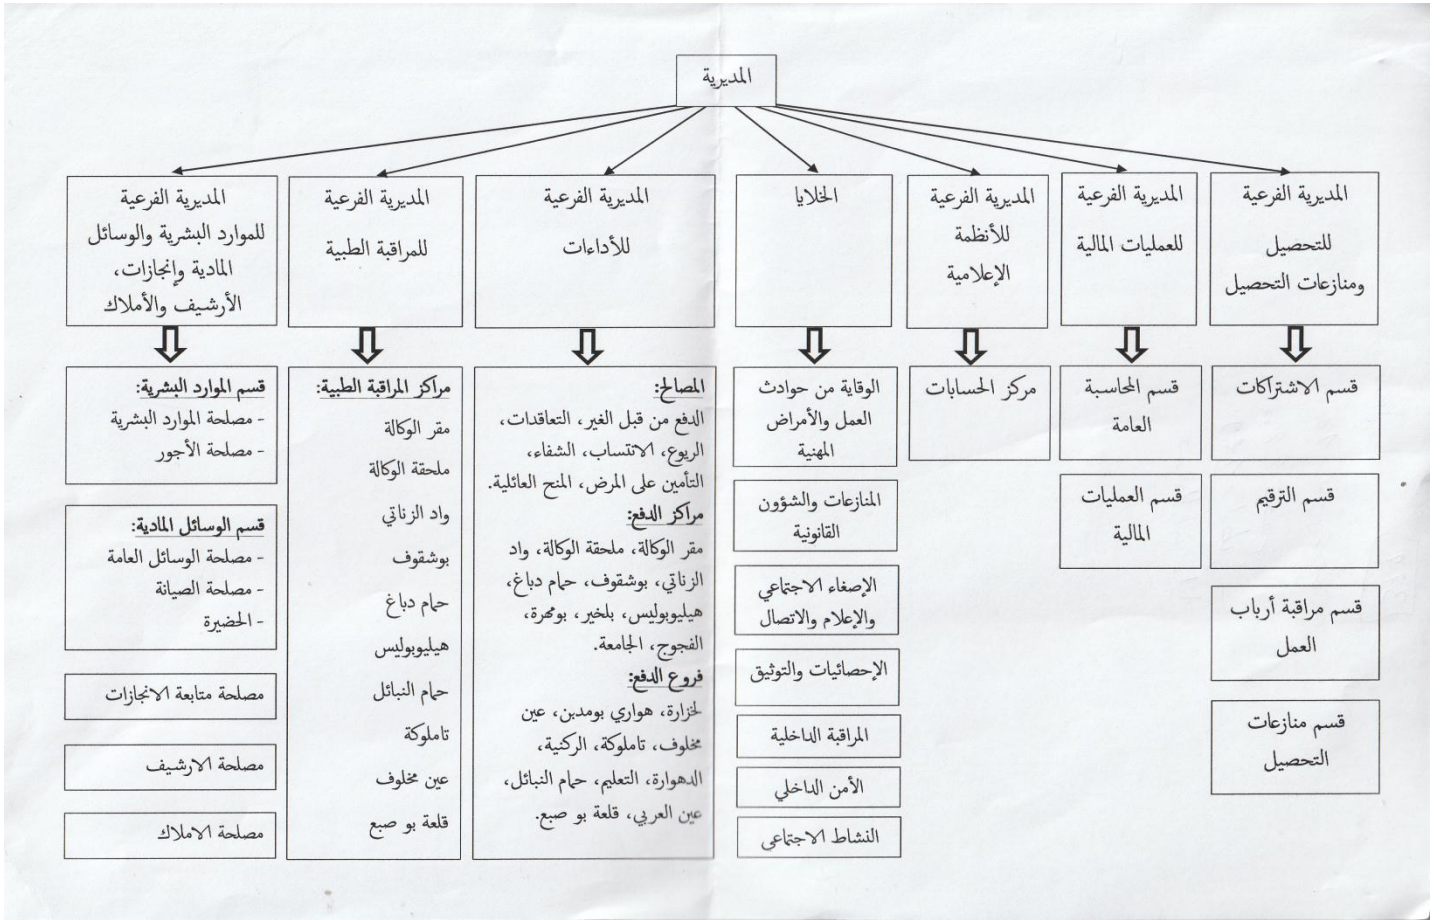 المديرية
المديرية الفرعية
للتحصيل
ومنازعات التحصيل
المديرية الفرعية
للعمليات المالية
المديرية الفرعية
للأنظمة
الإعلامية
الخلايا
المديرية الفرعية
للأداءات
المديرية الفرعية
للمراقبة الطبية
المديرية الفرعية
للموارد البشرية والوسائل
المادية وإنجازات،
الأرشيف والأملاك
قسم الاشتراكات
قسم الترقيم
قسم مراقبة أرباب
العمل
قسم منازعات
التحصيل
قسم المحاسبة
العامة
قسم العمليات
المالية
مركز الحسابات
الوقاية من حوادث
العمل والأمراض
المهنية
المنازعات والشؤون
القانونية
الإصغاء الاجتماعي
والإعلام والاتصال
الإحصائيات والتوثيق
المراقبة الداخلية
الأمن الداخلي
النشاط الاجتماعي
المصالح:
الدفع من قبل الغير، التعاقدات،
الريوع، الانتساب، الشفاء،
التأمين على المرض، المنح العائلية.
مراكز الدفع:
مقر الوكالة، ملحقة الوكالة، واد
الزناتي، بوشقوف، حمام دباغ،
هيليوبوليس، بلخير، بومهرة،
الفجوج، الجامعة.
فروع الدفع:
لخزارة، هواري بومدين، عين
مخلوف، تاملوكة، الركنية،
الدهوارة، التعليم، حمام النبائل،
عين العربي، قلعة بو صبع.
مراكز المراقبة الطبية:
مقر الوكالة
ملحقة الوكالة
واد الزناتي
بوشقوف
حمام دباغ
هيليوبوليس
حمام النبائل
تاملوكة
عين مخلوف
قلعة بو صبع
قسم الموارد البشرية:
- مصلحة الموارد البشرية
- مصلحة الأجور
قسم الوسائل المادية:
- مصلحة الوسائل العامة
- مصلحة الصيانة
- الحضيرة
مصلحة متابعة الانجازات
مصلحة الارشيف
مصلحة الاملاك